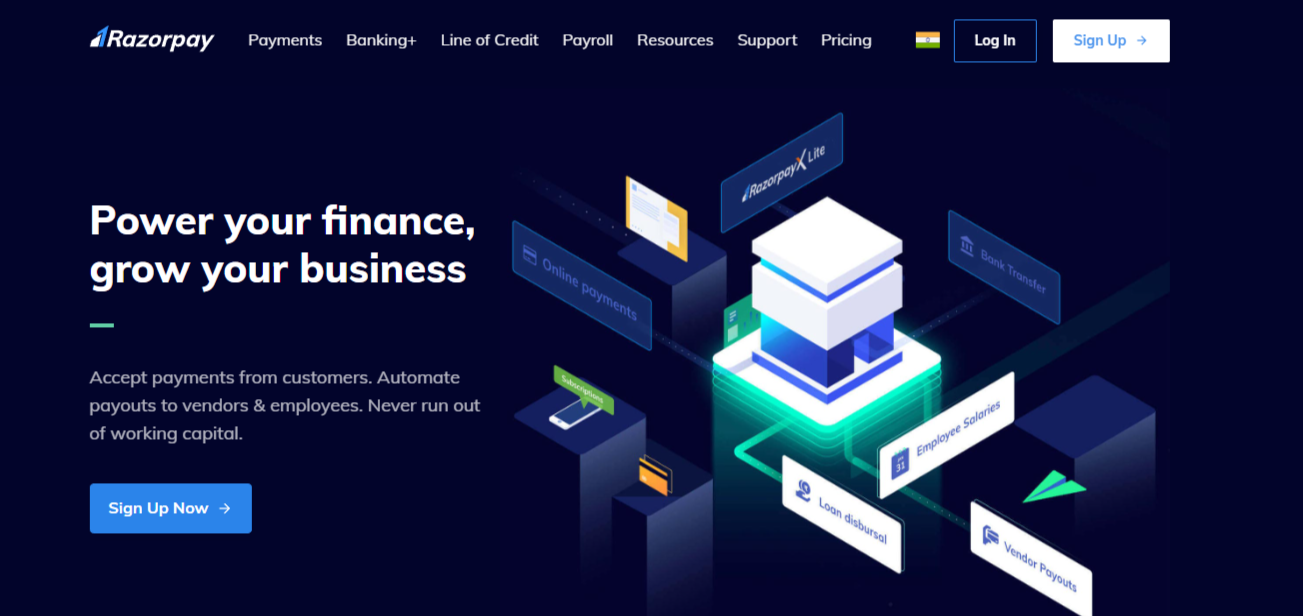 Razorpay
Payments
Banking+
Line of Credit
Payroll
Resources
Support
Pricing
Log In
Sign Up →
Power your finance,
grow your business
Accept payments from customers. Automate
payouts to vendors & employees. Never run out
of working capital.
Sign Up Now →
RazorpayX Lite
Online payments
Bank Transfer
Subscriptions
Employee Salaries
31
Loan disbursal
Vendor Payouts